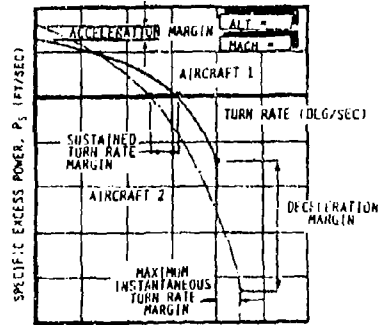 ACCELERATION MARGIN
ALT =
MACH =
AIRCRAFT 1
TURN RATE (DEG/SEC)
SUSTAINED
TURN RATE
MARGIN
AIRCRAFT 2
DECELERATION
MARGIN
MAXIMUM
INSTANTANEOUS
TURN RATE
MARGIN
SPECIFIC EXCESS POWER, PS (FT/SEC)